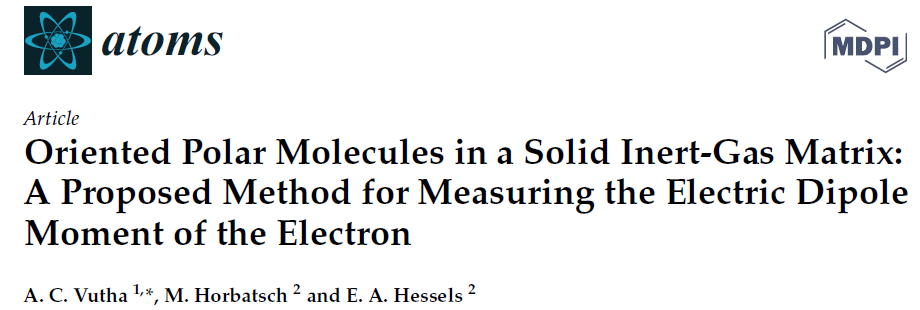 atoms
MDPI
Article
Oriented Polar Molecules in a Solid Inert-Gas Matrix:
A Proposed Method for Measuring the Electric Dipole
Moment of the Electron
A. C. Vutha 1,*, M. Horbatsch 2 and E. A. Hessels 2